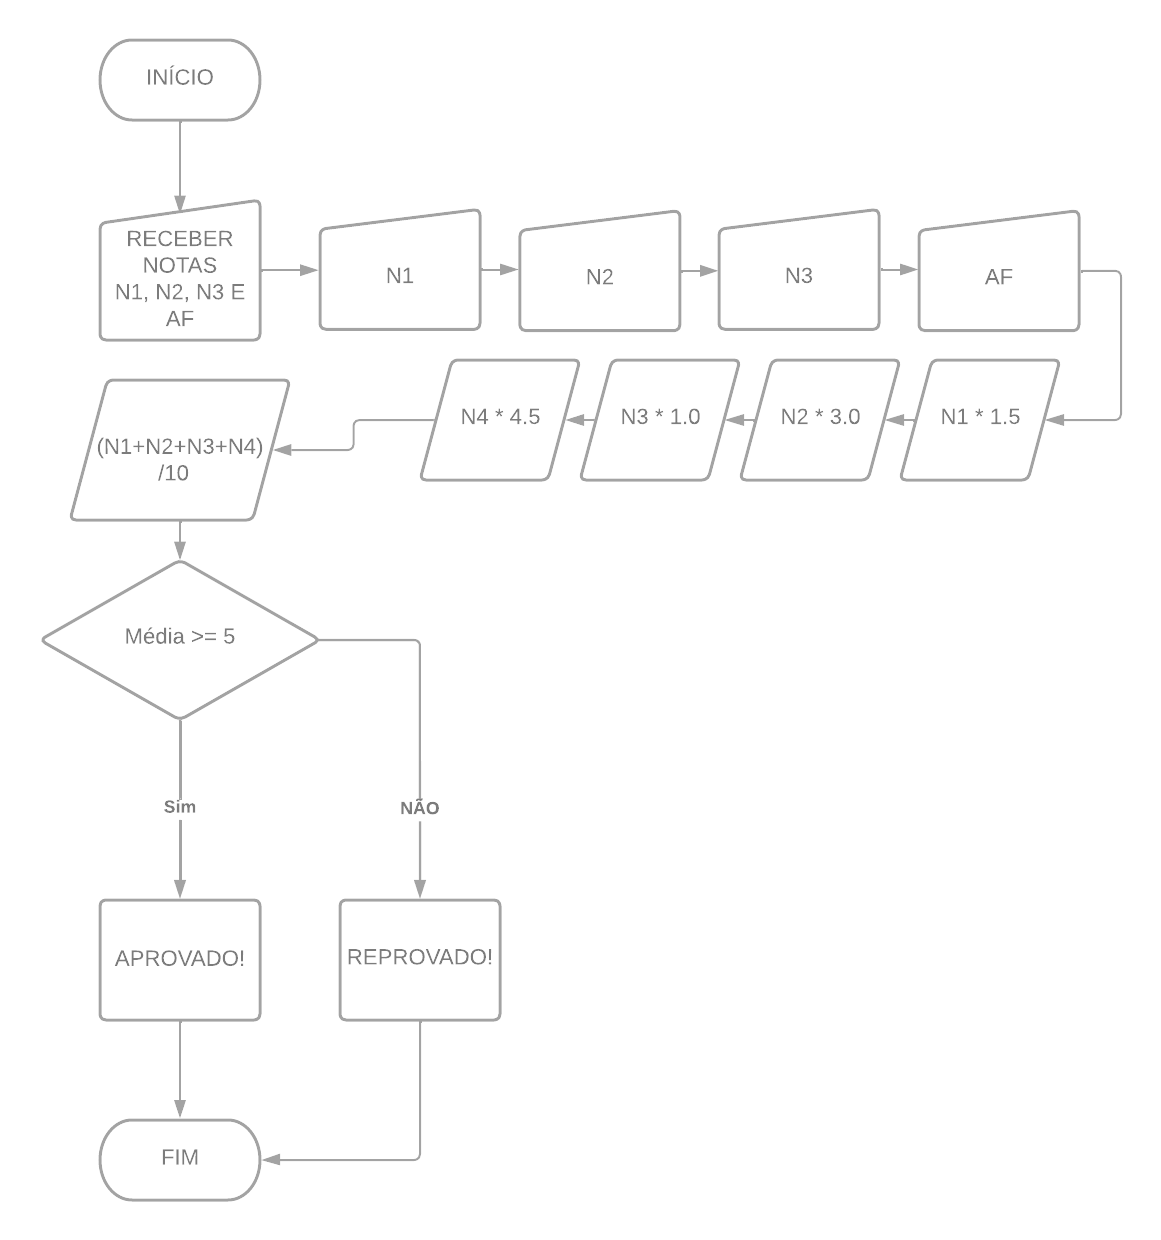 INÍCIO
RECEBER
NOTAS
N1, N2, N3 E
AF
N1
N2
N3
AF
N1 * 1.5
N2 * 3.0
N3 * 1.0
N4 * 4.5
(N1+N2+N3+N4)
/10
Média >= 5
Sim
NÃO
APROVADO!
REPROVADO!
FIM